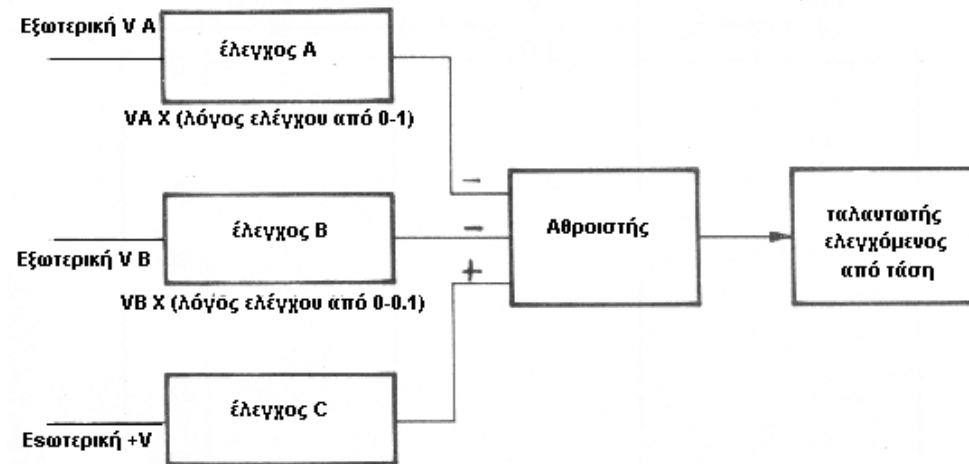 Εξωτερική V A
έλεγχος A
VA X (λόγος ελέγχου από 0-1)
−
Εξωτερική V B
έλεγχος B
−
VB X (λόγος ελέγχου από 0-0.1)
+
Αθροιστής
ταλαντωτής
ελεγχόμενος
από τάση
Εsωτερική +V
έλεγχος C